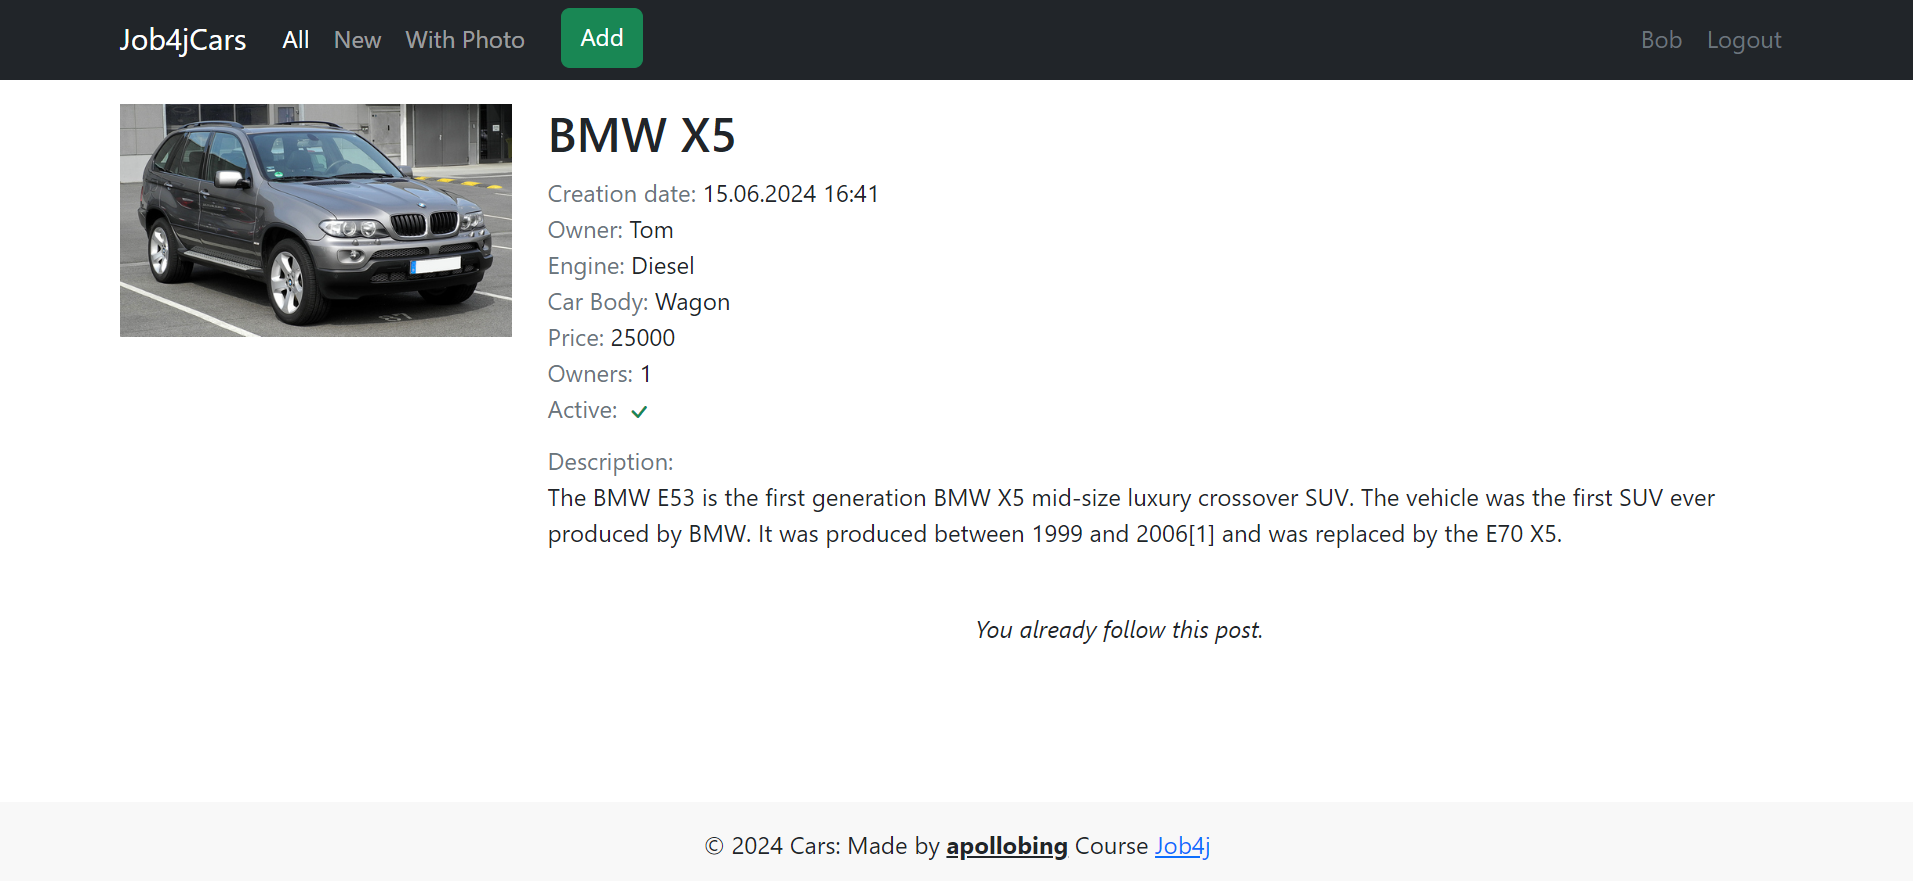 Job4jCars All New With Photo Add Bob Logout
BMW X5
Creation date: 15.06.2024 16:41
Owner: Tom
Engine: Diesel
Car Body: Wagon
Price: 25000
Owners: 1
Active: ✓
Description:
The BMW E53 is the first generation BMW X5 mid-size luxury crossover SUV. The vehicle was the first SUV ever
produced by BMW. It was produced between 1999 and 2006[1] and was replaced by the E70 X5.
You already follow this post.
© 2024 Cars: Made by apollobing Course Job4j